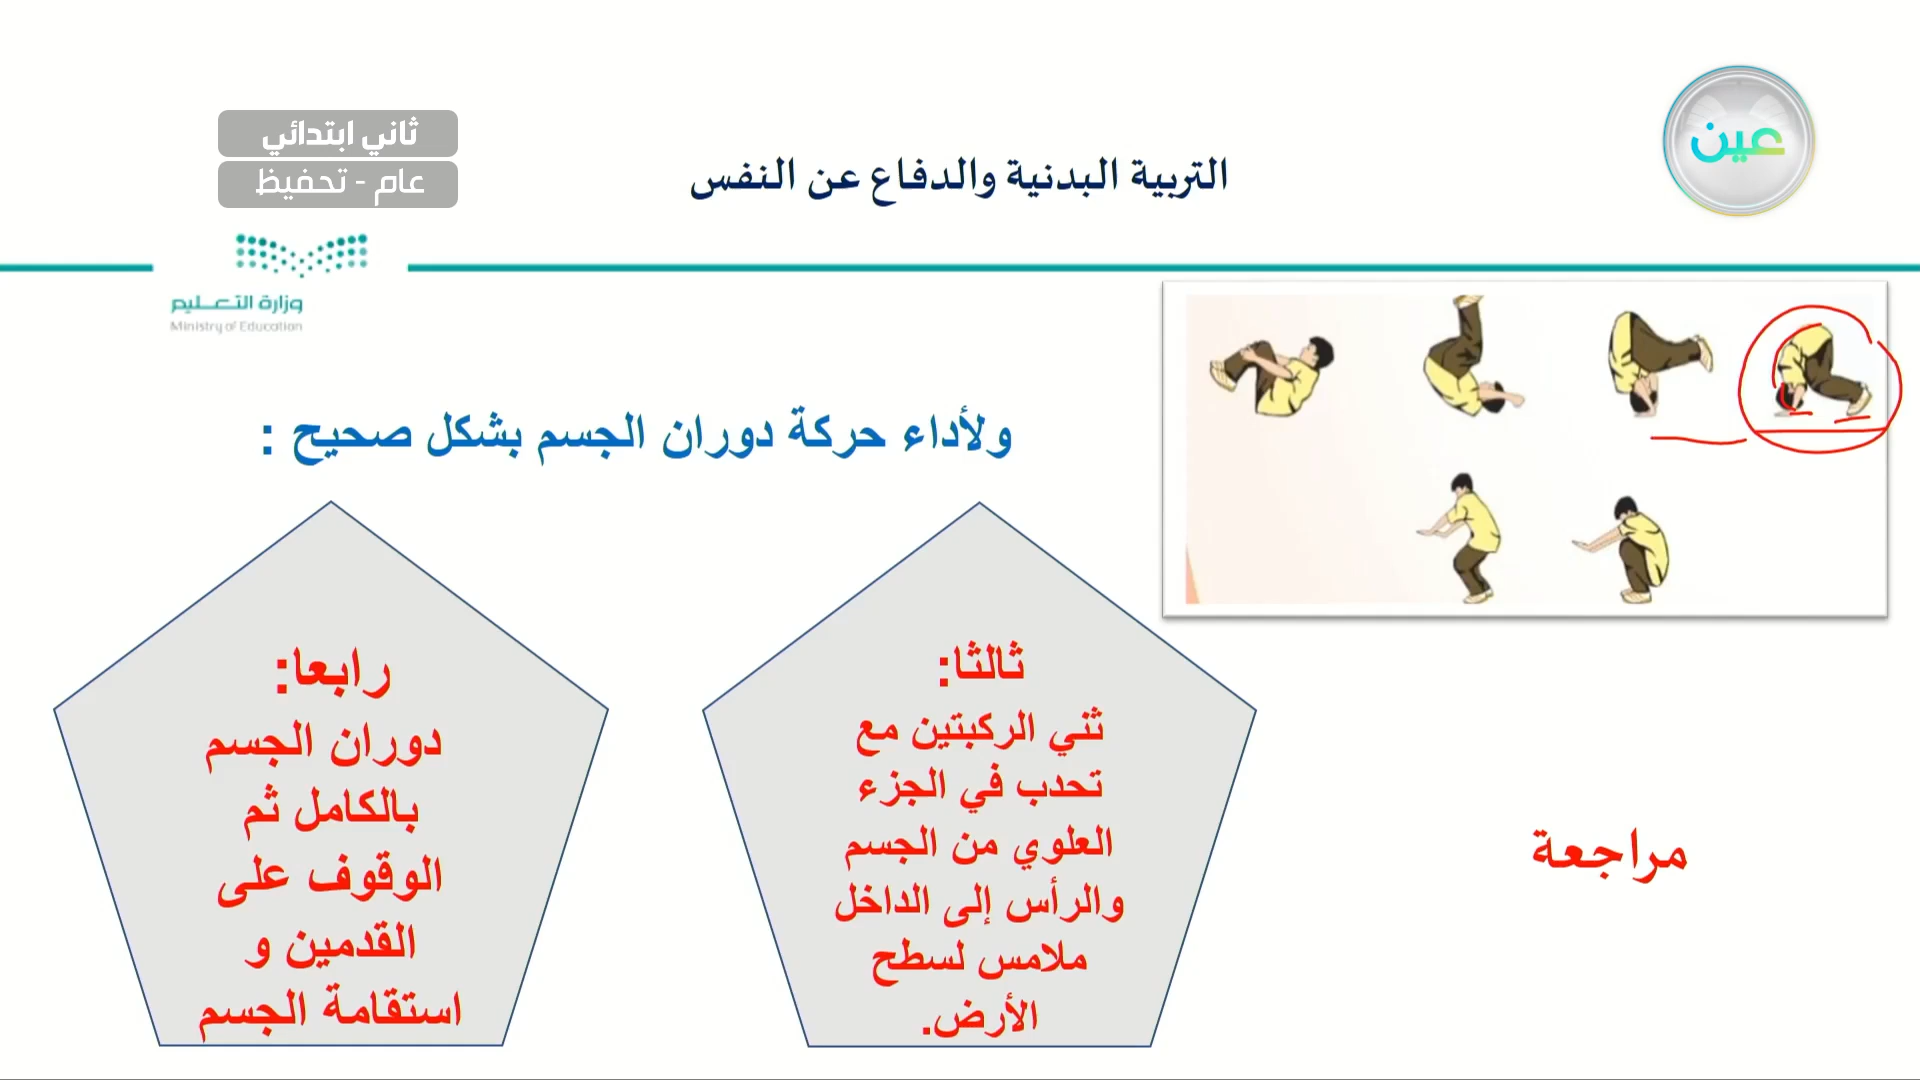 ثاني ابتدائي
عام - تحفيظ
عين
التربية البدنية والدفاع عن النفس
وزارة التعليم
Ministry of Education
ولأداء حركة دوران الجسم بشكل صحيح :
ثالثا:
ثني الركبتين مع
تحدب في الجزء
العلوي من الجسم
والرأس إلى الداخل
ملامس لسطح
الأرض.
رابعا:
دوران الجسم
بالكامل ثم
الوقوف على
القدمين و
استقامة الجسم
مراجعة